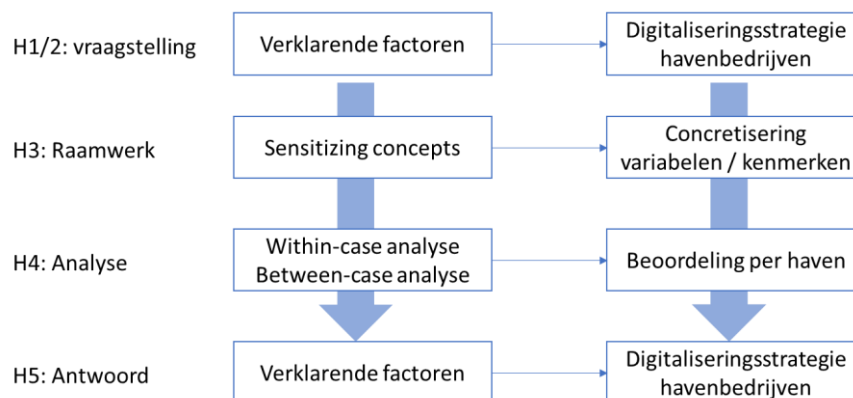 H1/2: vraagstelling
Verklarende factoren
Digitaliseringsstrategie
havenbedrijven
H3: Raamwerk
Sensitizing concepts
Concretisering
variabelen / kenmerken
H4: Analyse
Within-case analyse
Between-case analyse
Beoordeling per haven
H5: Antwoord
Verklarende factoren
Digitaliseringsstrategie
havenbedrijven